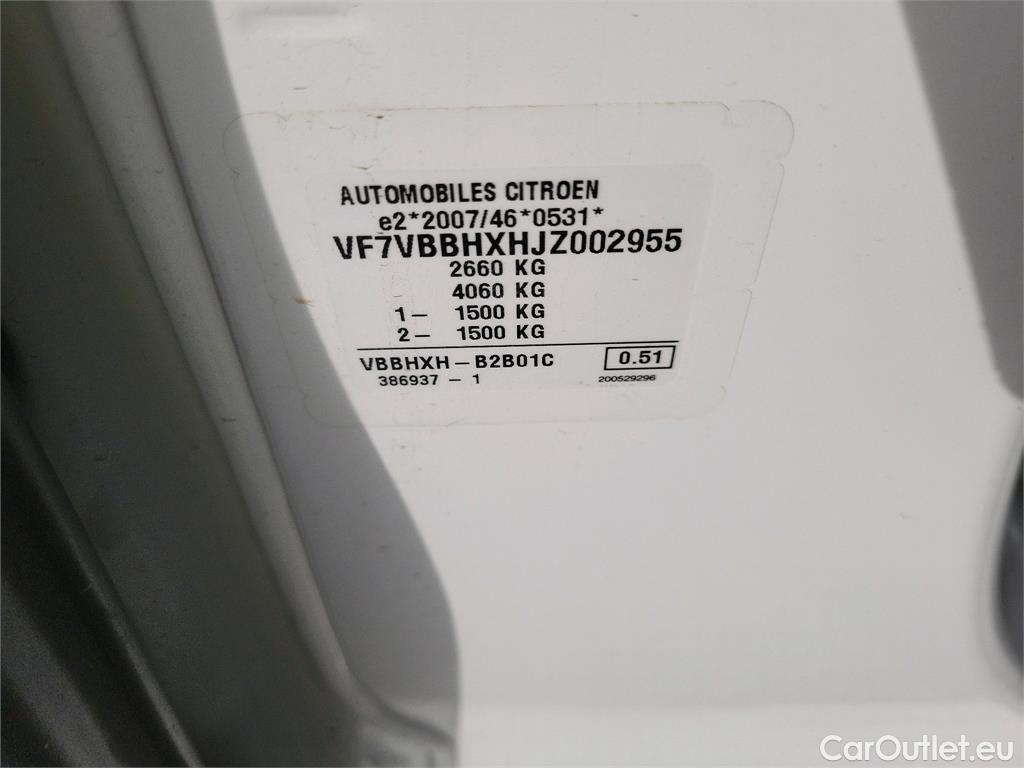 AUTOMOBILES CITROEN
e2*2007/46*0531*
VF7VBBHXHJZ002955
2660 KG
4060 KG
1- 1500 KG
2- 1500 KG
VBBHXH-B2B01C 0.51
386937-1 200529296
CarOutlet.eu